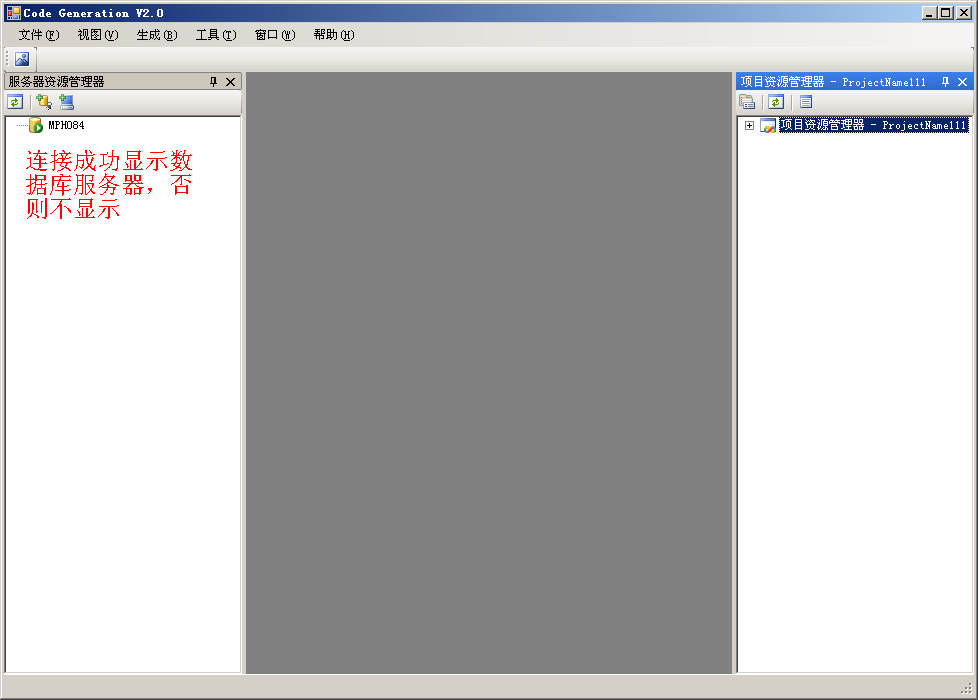 Code Generation V2.0
文件(F) 视图(V) 生成(B) 工具(T) 窗口(W) 帮助(H)
服务器资源管理器
MPH084
连接成功显示数
据库服务器，否
则不显示
项目资源管理器 - ProjectName111
项目资源管理器 - ProjectName111